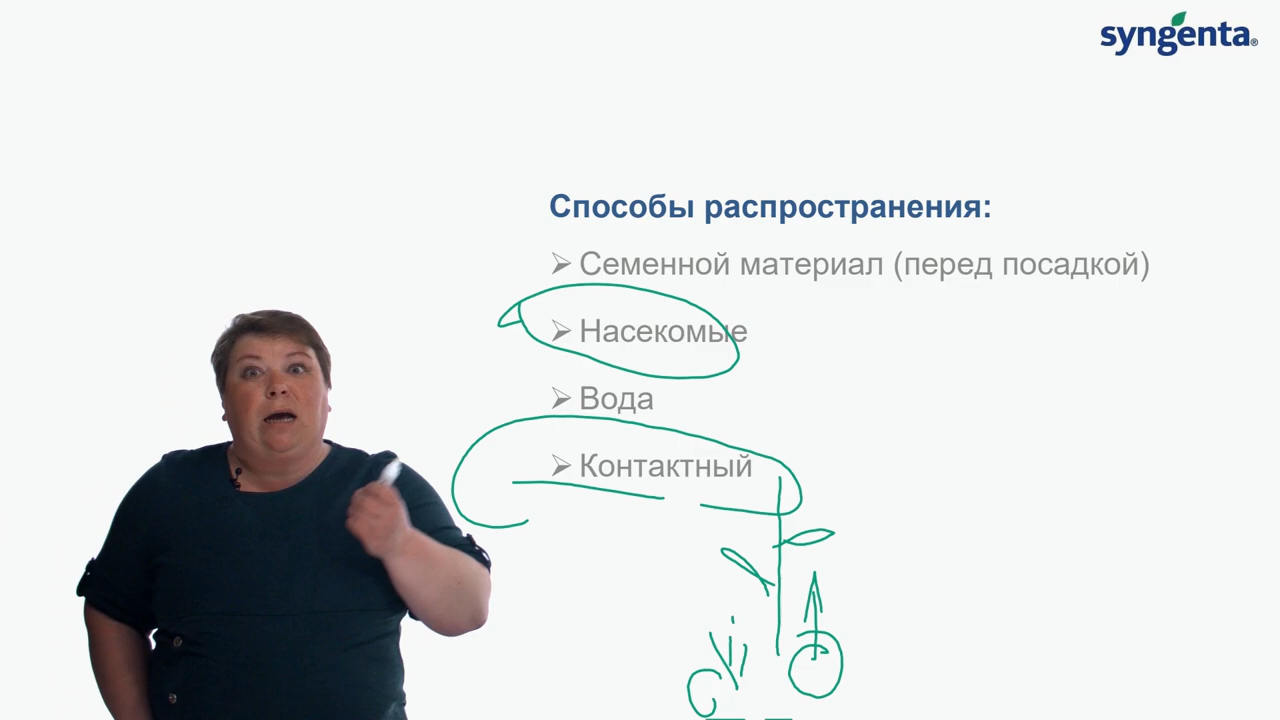 syngenta®
Способы распространения:
Семенной материал (перед посадкой)
Насекомые
Вода
Контактный